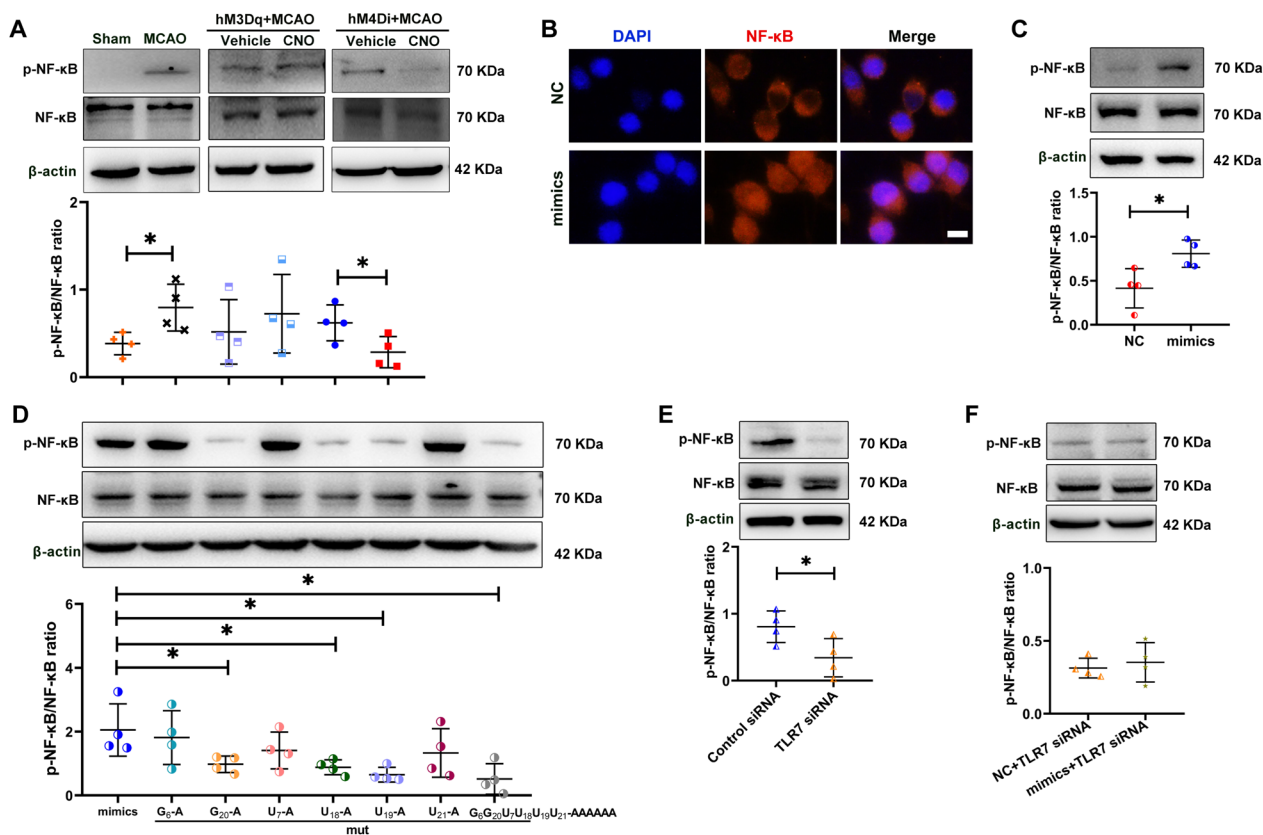 A
hM3Dq+MCAO hM4Di+MCAO
Sham MCAO Vehicle CNO Vehicle CNO
p-NF-κB 70 KDa
NF-κB 70 KDa
β-actin 42 KDa
p-NF-κB/NF-κB ratio
2
1
0
* *
B
DAPI NF-κB Merge
NC
mimics
C
p-NF-κB 70 KDa
NF-κB 70 KDa
β-actin 42 KDa
p-NF-κB/NF-κB ratio
1.5
1.0
0.5
0.0
*
NC mimics
D
p-NF-κB 70 KDa
NF-κB 70 KDa
β-actin 42 KDa
p-NF-κB/NF-κB ratio
6
4
2
0
*
*
*
*
mimics G₆-A G₂₀-A U₇-A U₁₈-A U₁₉-A U₂₁-A G₆G₂₀U₇U₁₈U₁₉U₂₁-AAAAAA
mut
E
p-NF-κB 70 KDa
NF-κB 70 KDa
β-actin 42 KDa
p-NF-κB/NF-κB ratio
2
1
0
*
Control siRNA TLR7 siRNA
F
p-NF-κB 70 KDa
NF-κB 70 KDa
β-actin 42 KDa
p-NF-κB/NF-κB ratio
1.0
0.5
0.0
NC+TLR7 siRNA mimics+TLR7 siRNA